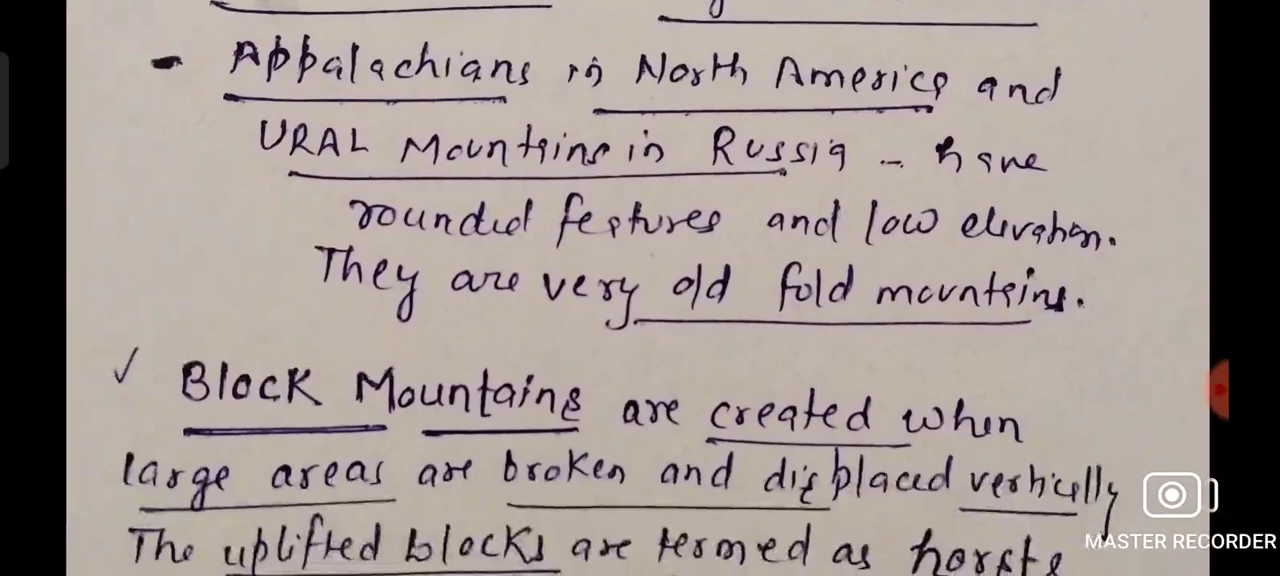 - Appalachians in North America and
URAL Mountains in Russia - have
rounded features and low elevation.
They are very old fold mountains.
✓ Block Mountains are created when
large areas are broken and displaced vertically
The uplifted blocks are termed as horsts
MASTER RECORDER